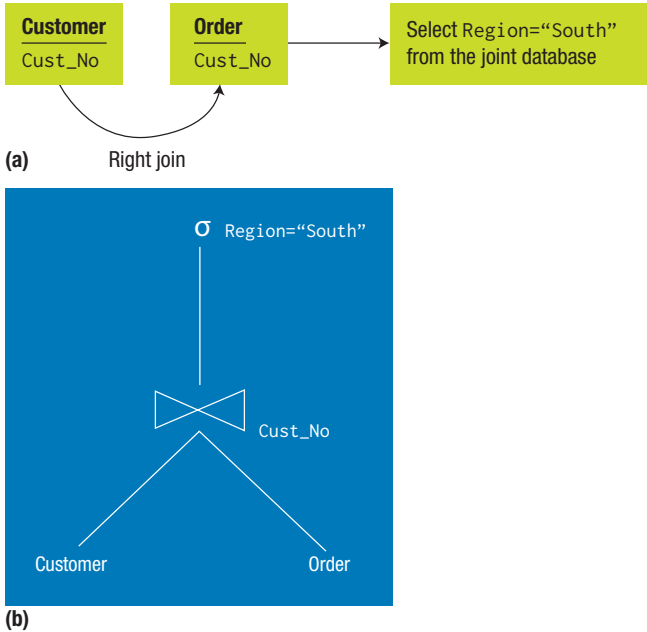 Customer
Cust_No
Order
Cust_No
Select Region=“South”
from the joint database
(a)
Right join
σ Region=“South”
Cust_No
Customer
Order
(b)